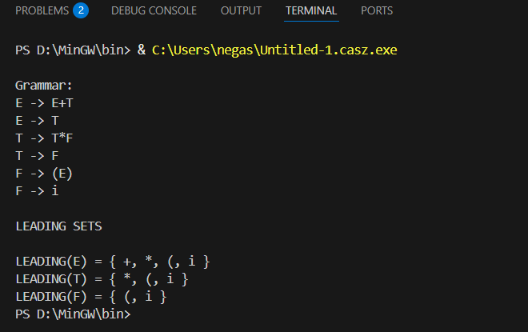 PROBLEMS 2 DEBUG CONSOLE OUTPUT TERMINAL PORTS
PS D:\MinGW\bin> & C:\Users\negas\Untitled-1.casz.exe
Grammar:
E -> E+T
E -> T
T -> T*F
T -> F
F -> (E)
F -> i
LEADING SETS
LEADING(E) = { +, *, (, i }
LEADING(T) = { *, (, i }
LEADING(F) = { (, i }
PS D:\MinGW\bin>